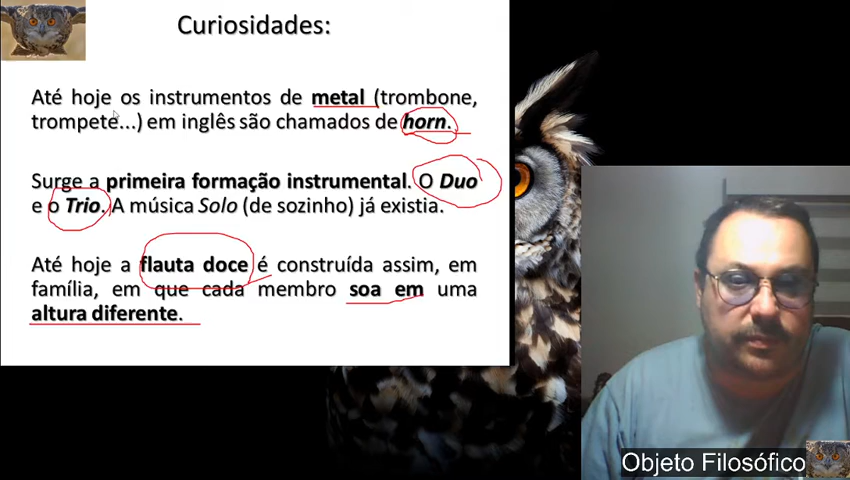 Curiosidades:
Até hoje os instrumentos de metal (trombone,
trompete...) em inglês são chamados de horn.
Surge a primeira formação instrumental. O Duo
e o Trio. A música Solo (de sozinho) já existia.
Até hoje a flauta doce é construída assim, em
família, em que cada membro soa em uma
altura diferente.
Objeto Filosófico